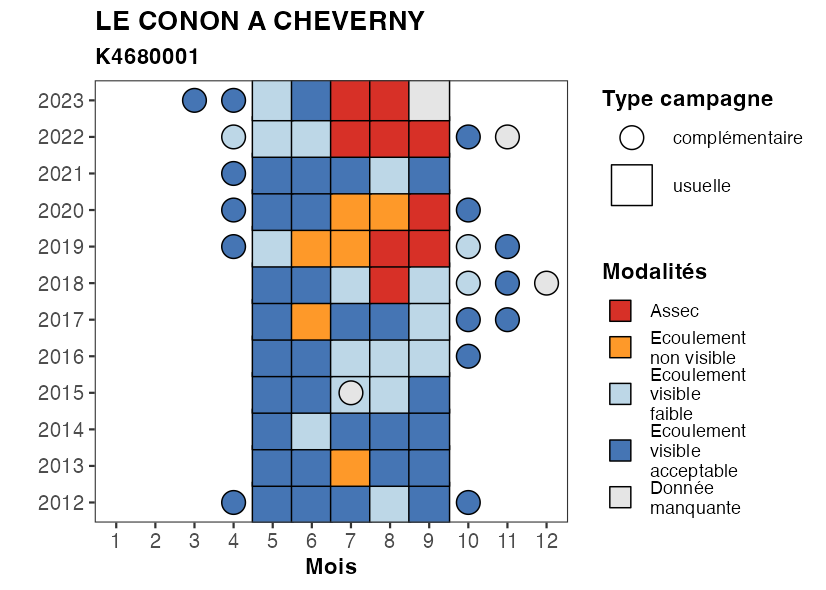 LE CONON A CHEVERNY
K4680001
2023
2022
2021
2020
2019
2018
2017
2016
2015
2014
2013
2012
1 2 3 4 5 6 7 8 9 10 11 12
Mois
Type campagne
complémentaire
usuelle
Modalités
Assec
Ecoulement
non visible
Ecoulement
visible
faible
Ecoulement
visible
acceptable
Donnée
manquante